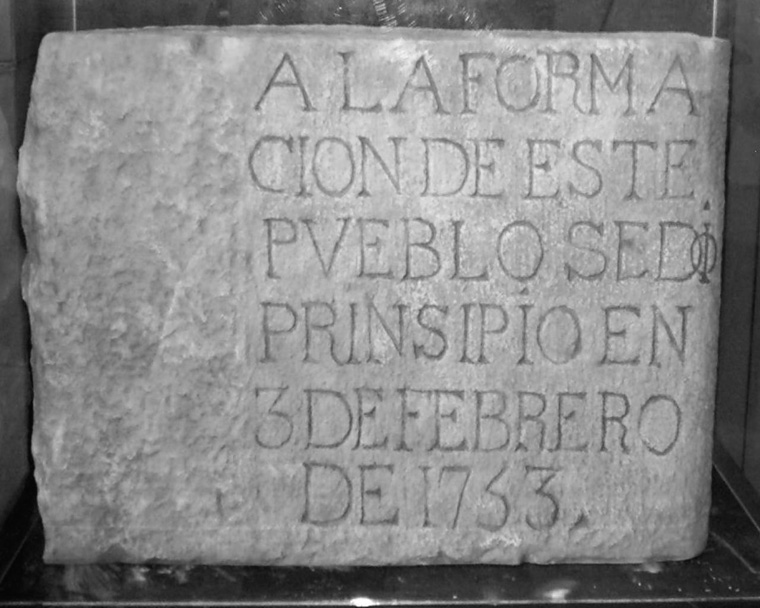 A LA FORMA
CION DE ESTE
PVEBLO SE DIO
PRINSIPIO EN
3 DE FEBRERO
DE 1753.